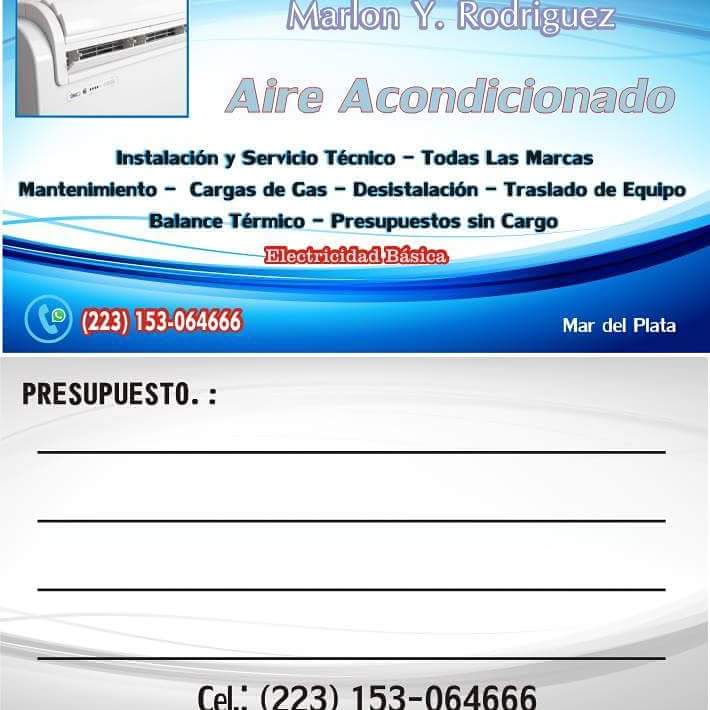 Marlon Y. Rodriguez
Aire Acondicionado
Instalación y Servicio Técnico - Todas Las Marcas
Mantenimiento - Cargas de Gas - Desistalación - Traslado de Equipo
Balance Térmico - Presupuestos sin Cargo
Electricidad Básica
(223) 153-064666
Mar del Plata
PRESUPUESTO. :
Cel.: (223) 153-064666